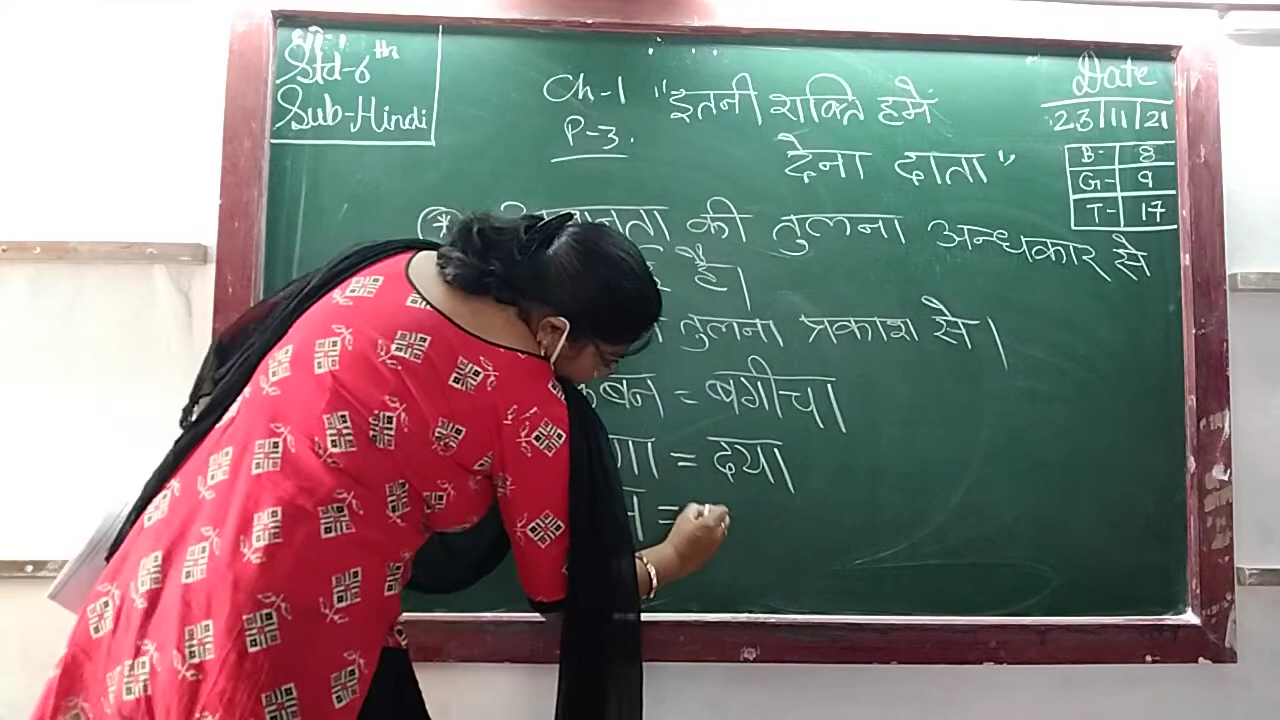 Std-6th
Sub-Hindi
Ch-1 "इतनी शक्ति हमें
P-3.
देना दाता"
Date
23/11/21
B- 8
G- 9
T- 17
की तुलना अन्धकार से
है।
तुलना प्रकाश से।
= बगीचा
= दया
=